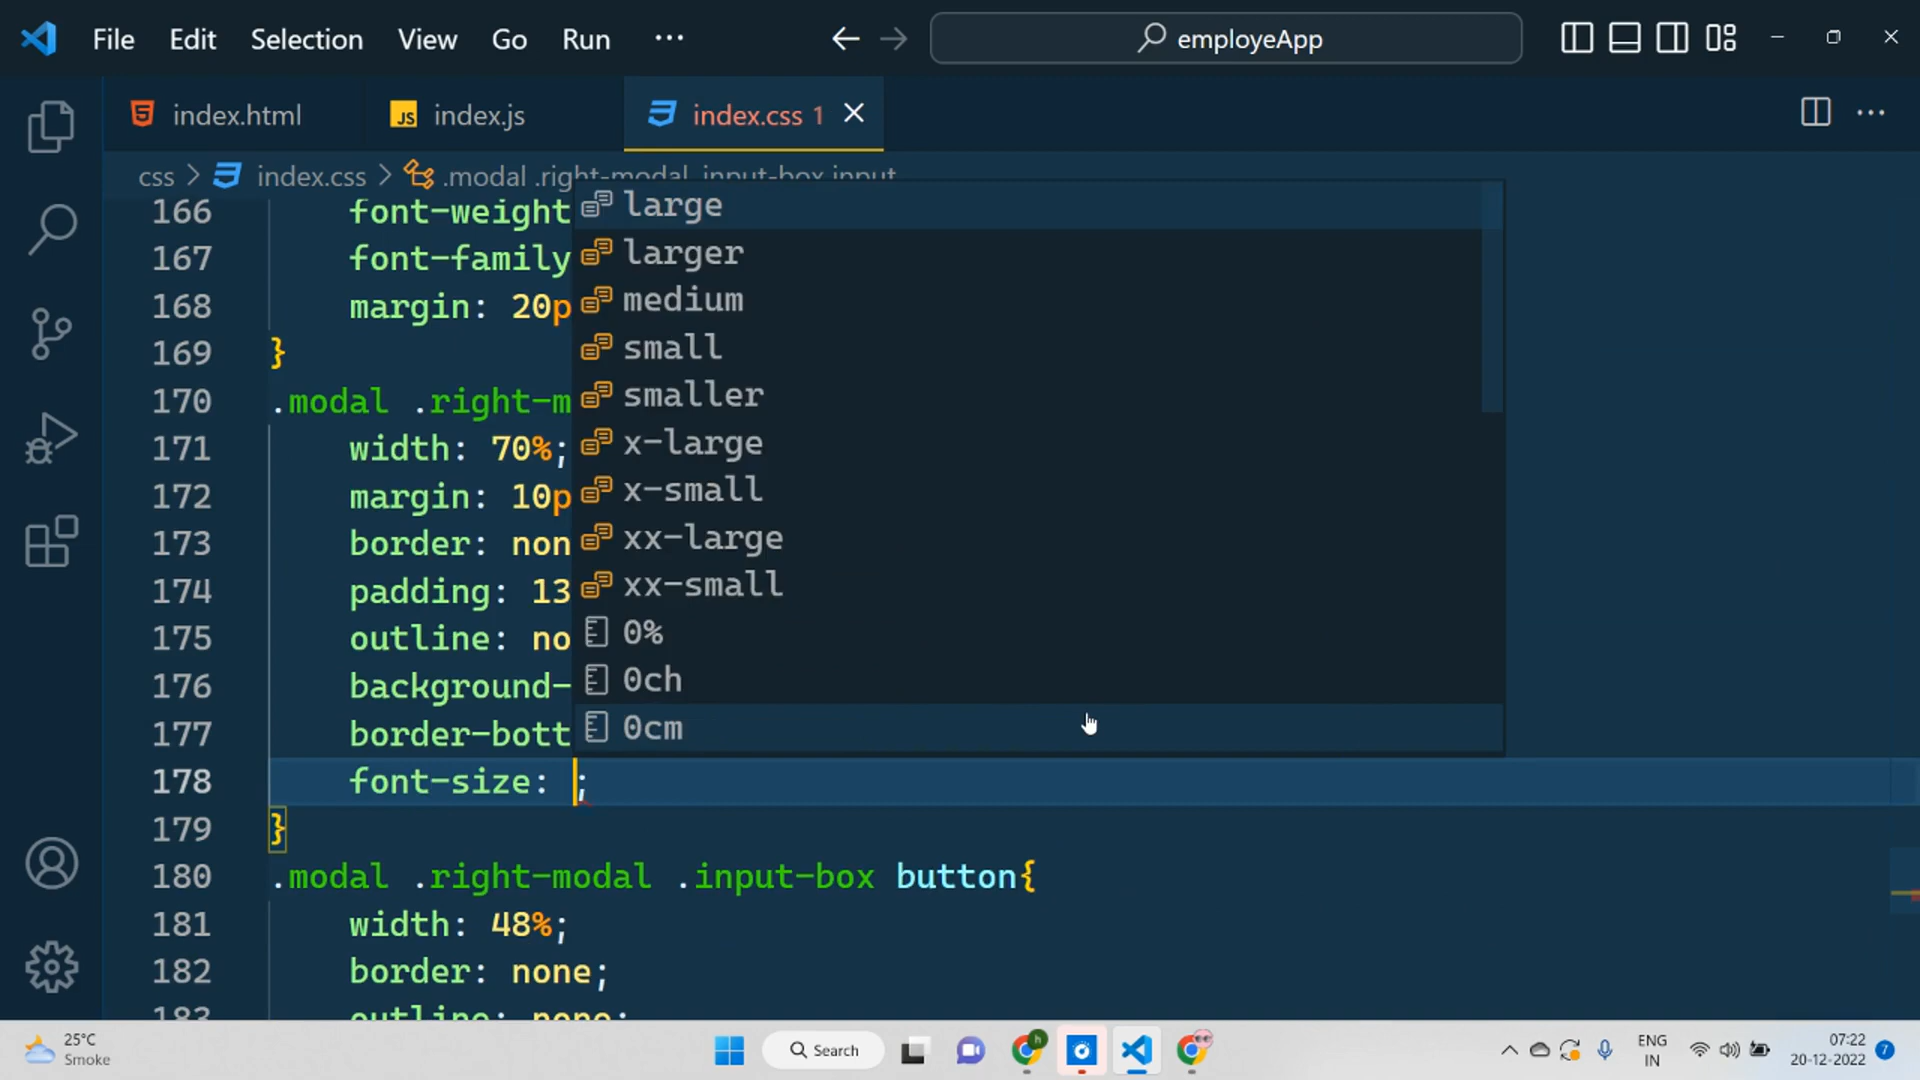 File Edit Selection View Go Run ··· employeApp
index.html JS index.js index.css 1
css > index.css > .modal .right-modal .input-box input
166 font-weight
167 font-family
168 margin: 20p
169 }
170 .modal .right-m
171 width: 70%;
172 margin: 10p
173 border: non
174 padding: 13
175 outline: no
176 background-
177 border-bott
178 font-size: ;
179 }
180 .modal .right-modal .input-box button{
181 width: 48%;
182 border: none;
183 outline: none;
large
larger
medium
small
smaller
x-large
x-small
xx-large
xx-small
0%
0ch
0cm
25°C
Smoke
Search
ENG
IN
07:22
20-12-2022
7